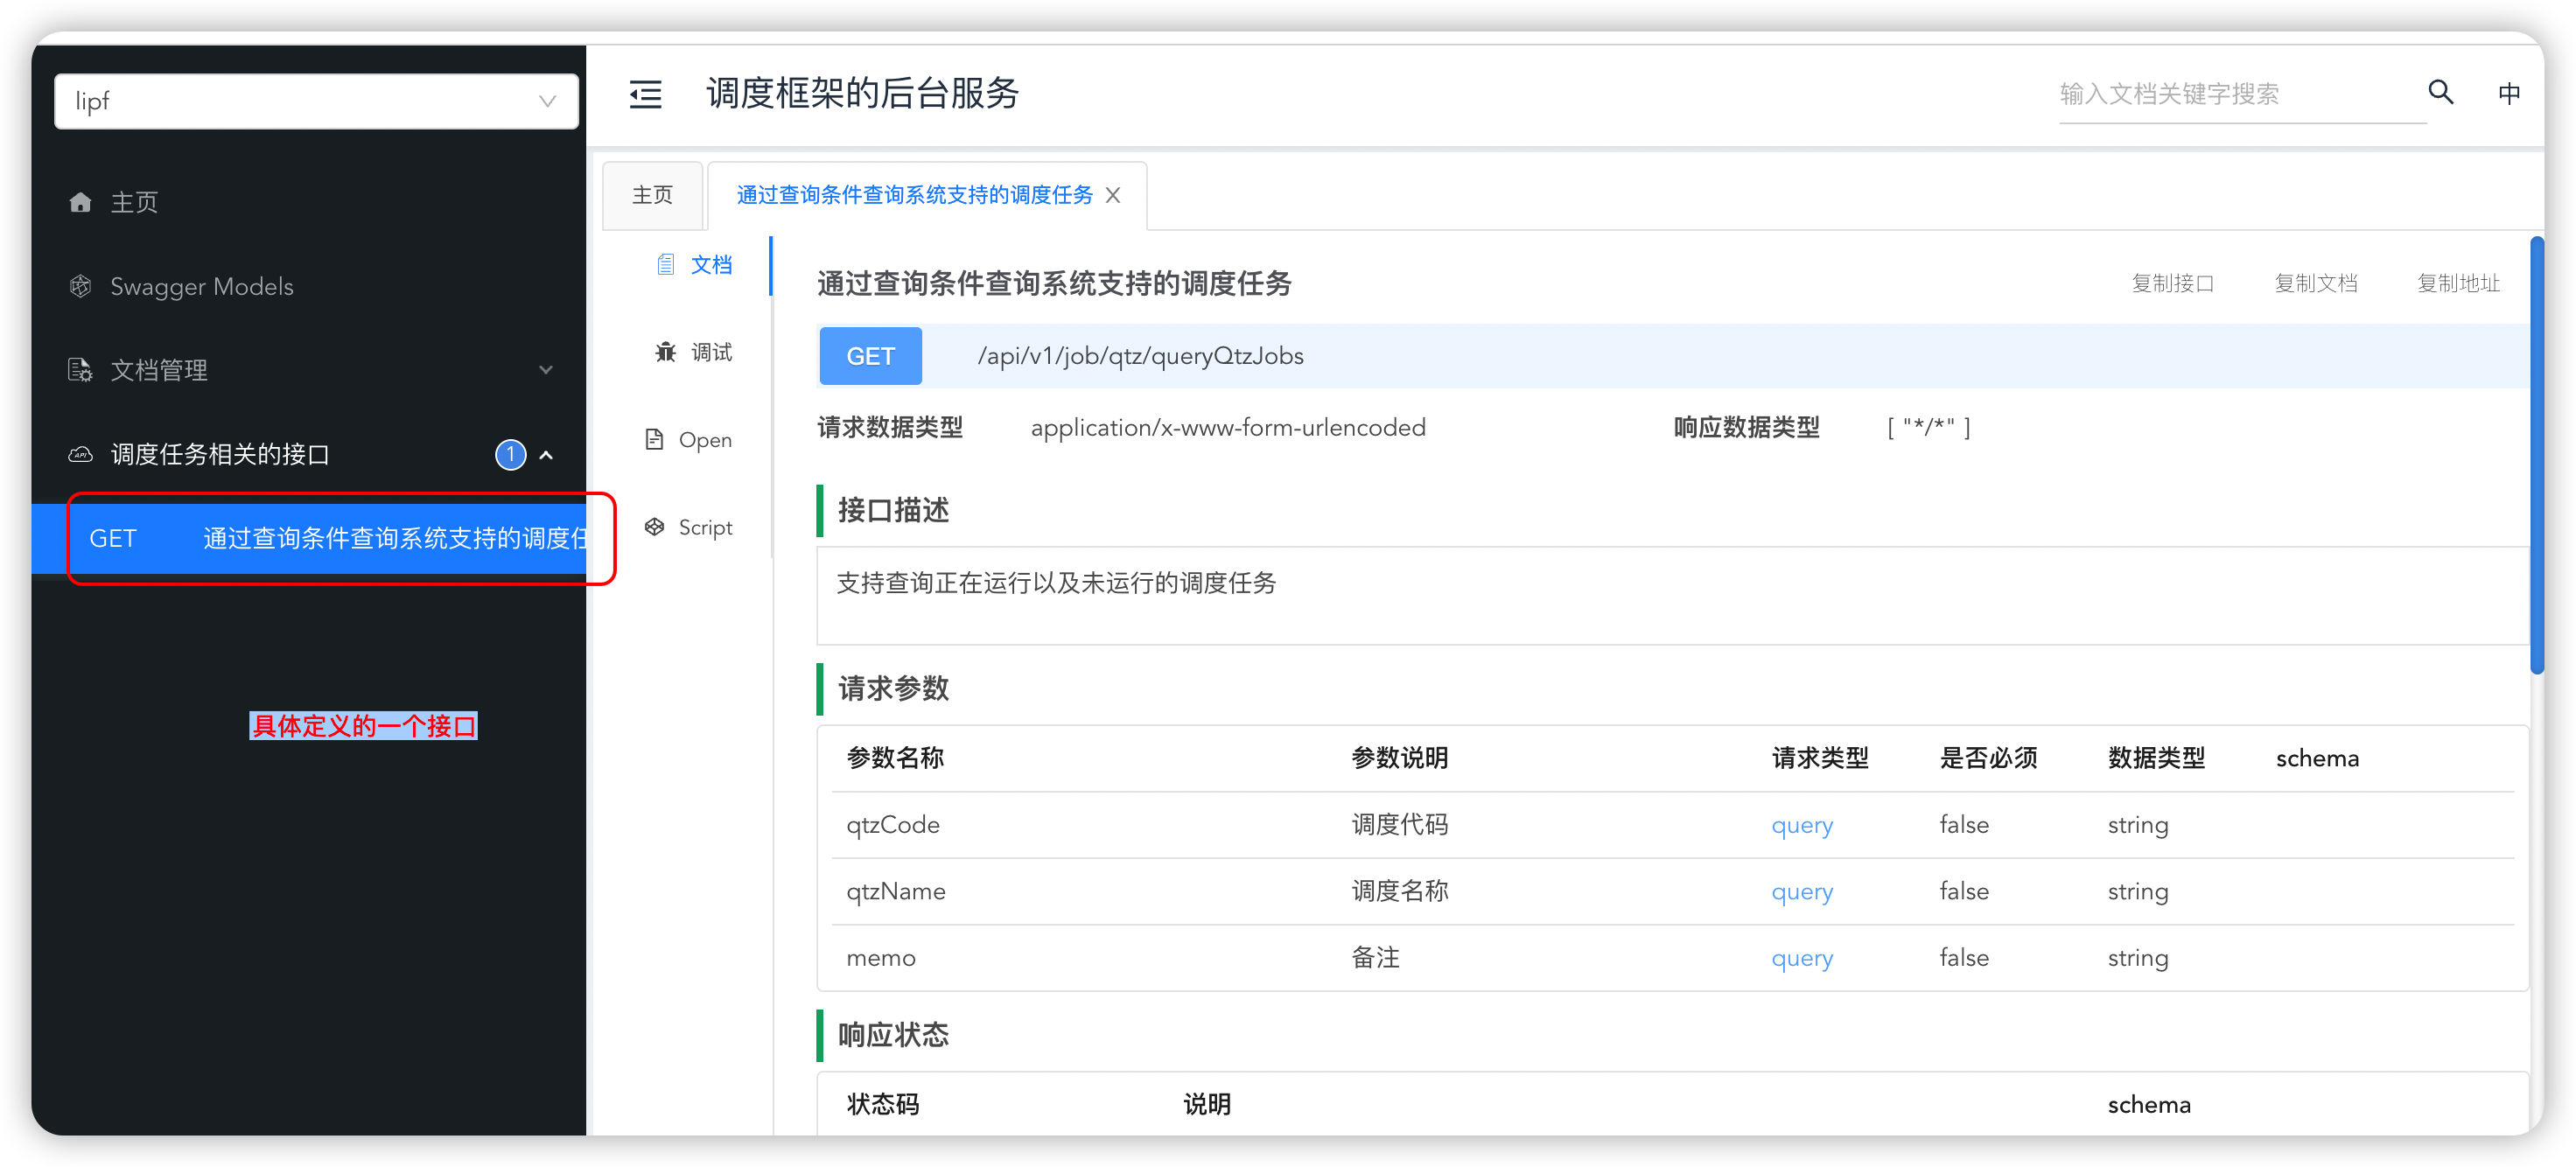 lipf
主页
Swagger Models
文档管理
调度任务相关的接口 1
GET 通过查询条件查询系统支持的调度任
具体定义的一个接口
调度框架的后台服务
输入文档关键字搜索 中
主页 通过查询条件查询系统支持的调度任务
文档
调试
Open
Script
通过查询条件查询系统支持的调度任务 复制接口 复制文档 复制地址
GET /api/v1/job/qtz/queryQtzJobs
请求数据类型 application/x-www-form-urlencoded 响应数据类型 [ "*/*" ]
接口描述
支持查询正在运行以及未运行的调度任务
请求参数
参数名称 参数说明 请求类型 是否必须 数据类型 schema
qtzCode 调度代码 query false string
qtzName 调度名称 query false string
memo 备注 query false string
响应状态
状态码 说明 schema